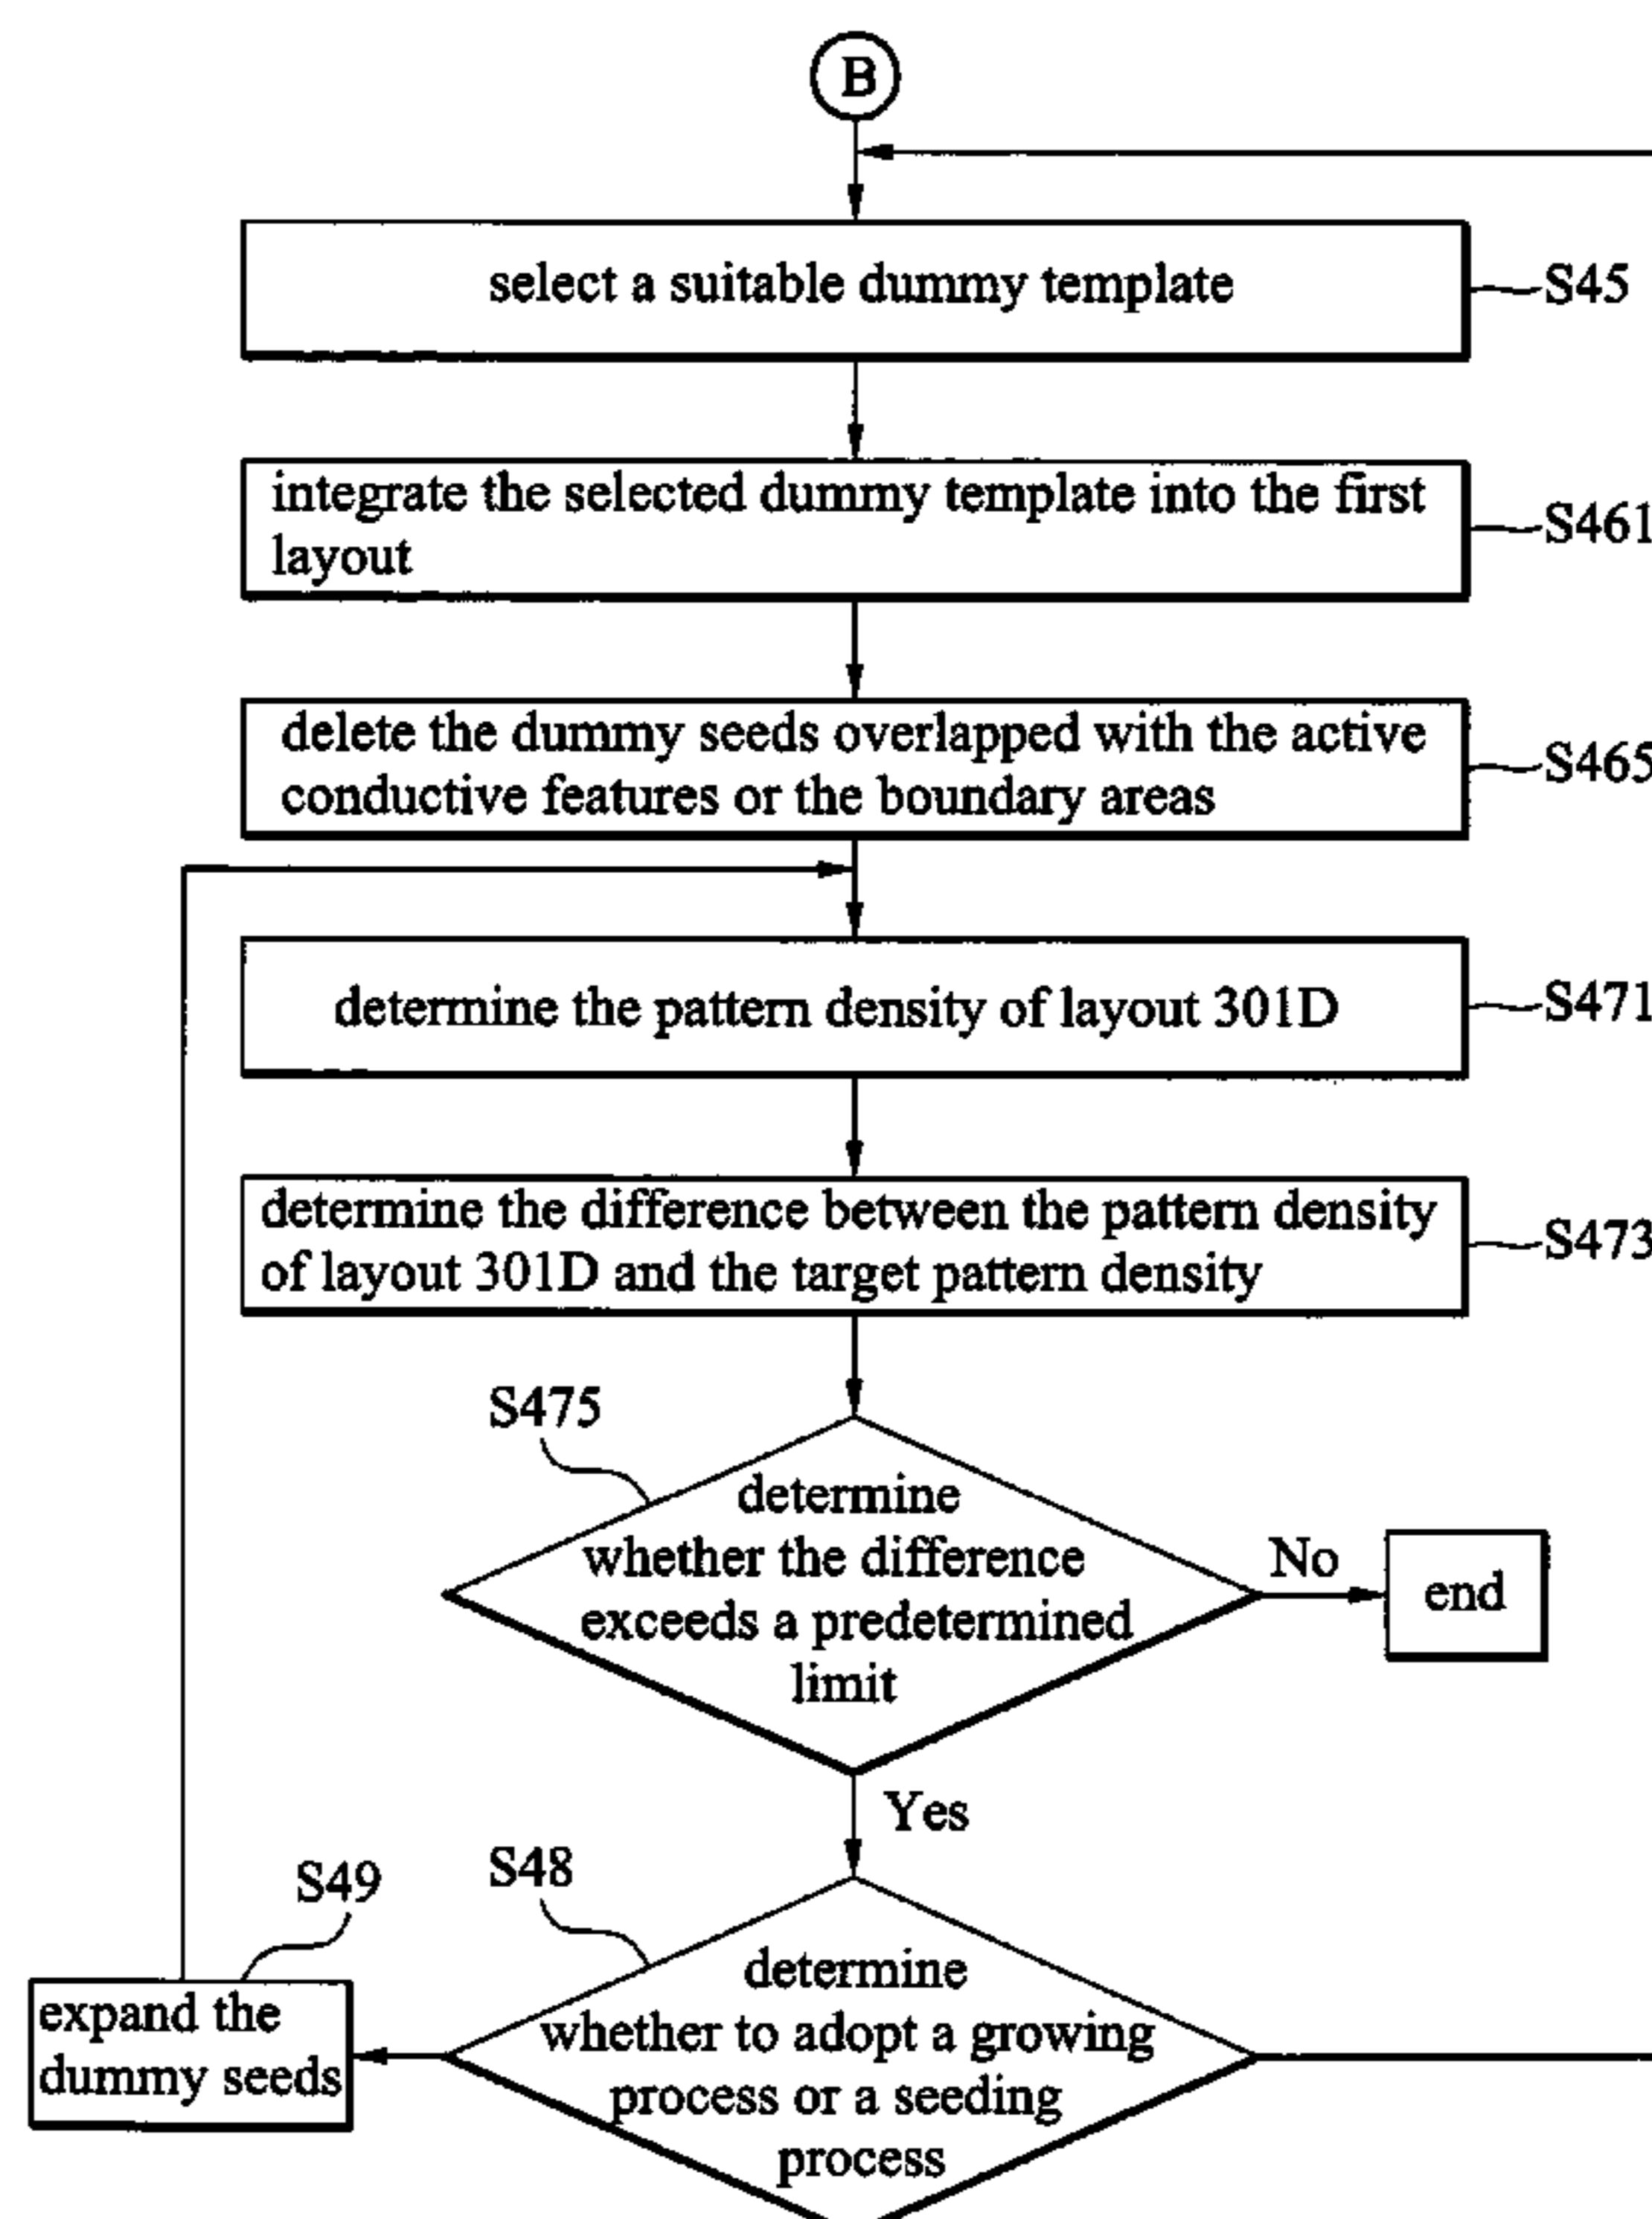 B
select a suitable dummy template
S45
integrate the selected dummy template into the first
layout
S461
delete the dummy seeds overlapped with the active
conductive features or the boundary areas
S465
determine the pattern density of layout 301D
S471
determine the difference between the pattern density
of layout 301D and the target pattern density
S473
S475
determine
whether the difference
exceeds a predetermined
limit
No
end
Yes
S49
S48
expand the
dummy seeds
determine
whether to adopt a growing
process or a seeding
process